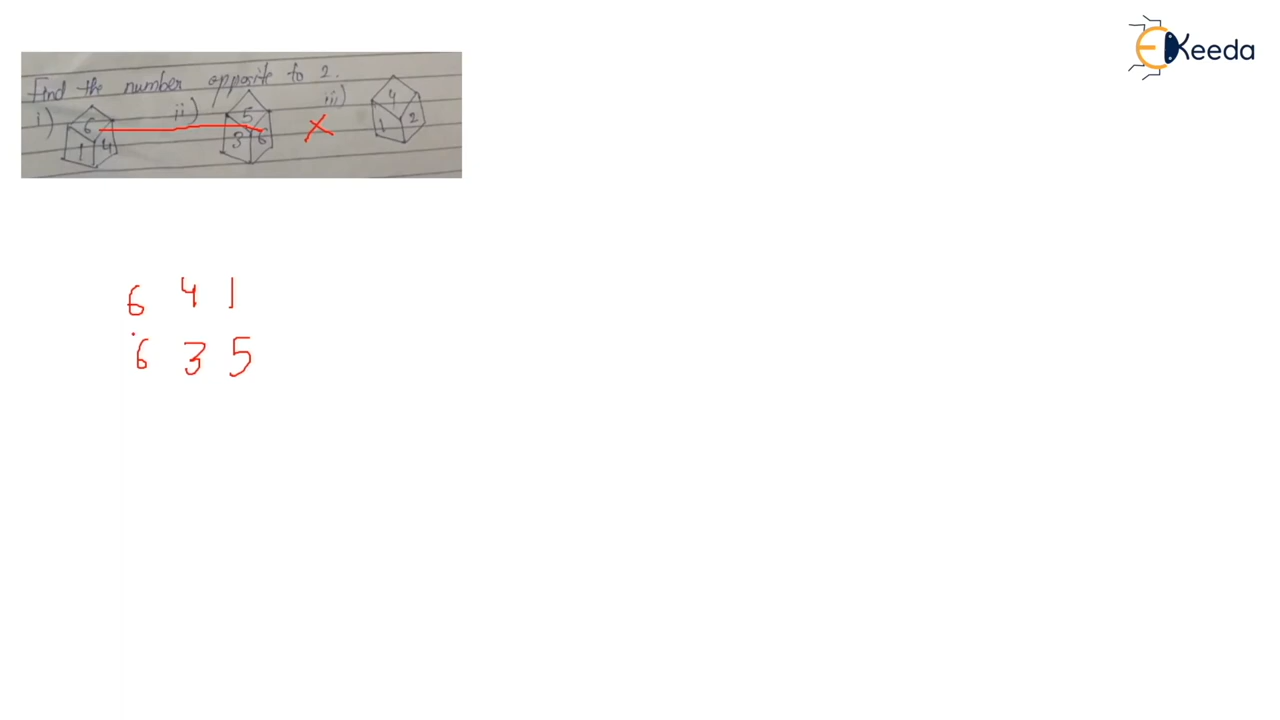 EKeeda
Find the number opposite to 2.
i) 6 1 4 ii) 5 3 6 iii) 4 1 2
6 4 1
6 3 5